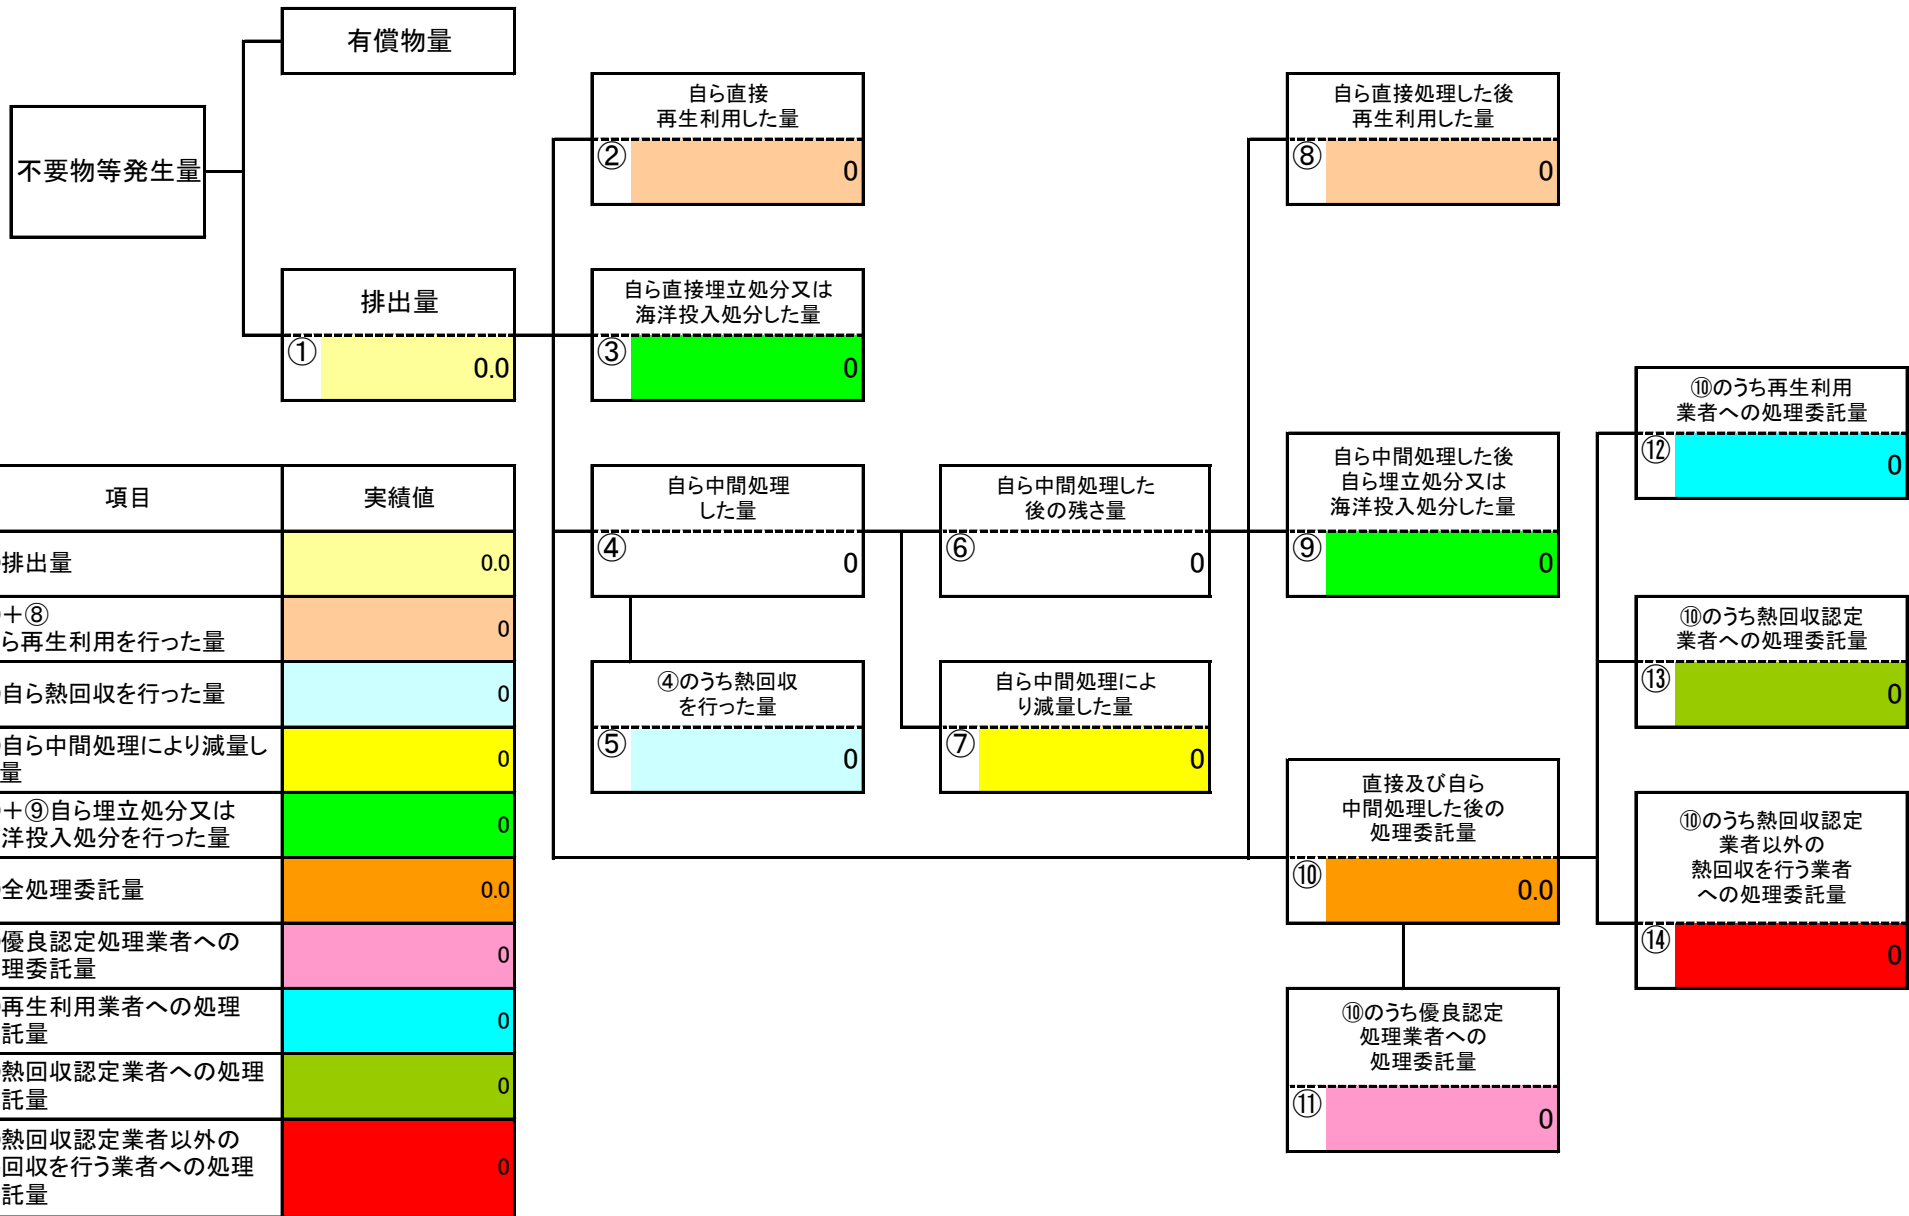 有償物量
不要物等発生量
排出量
①
0.0
自ら直接
再生利用した量
②
0
自ら直接埋立処分又は
海洋投入処分した量
③
0
自ら中間処理
した量
④
0
④のうち熱回収
を行った量
⑤
0
自ら中間処理した
後の残さ量
⑥
0
自ら中間処理によ
り減量した量
⑦
0
自ら直接処理した後
再生利用した量
⑧
0
自ら中間処理した後
自ら埋立処分又は
海洋投入処分した量
⑨
0
直接及び自ら
中間処理した後の
処理委託量
⑩
0.0
⑩のうち優良認定
処理業者への
処理委託量
⑪
0
⑩のうち再生利用
業者への処理委託量
⑫
0
⑩のうち熱回収認定
業者への処理委託量
⑬
0
⑩のうち熱回収認定
業者以外の
熱回収を行う業者
への処理委託量
⑭
0
項目
実績値
排出量
0.0
+⑧
ら再生利用を行った量
0
自ら熱回収を行った量
0
自ら中間処理により減量し
量
0
+⑨自ら埋立処分又は
洋投入処分を行った量
0
全処理委託量
0.0
優良認定処理業者への
理委託量
0
再生利用業者への処理
託量
0
熱回収認定業者への処理
託量
0
熱回収認定業者以外の
回収を行う業者への処理
託量
0